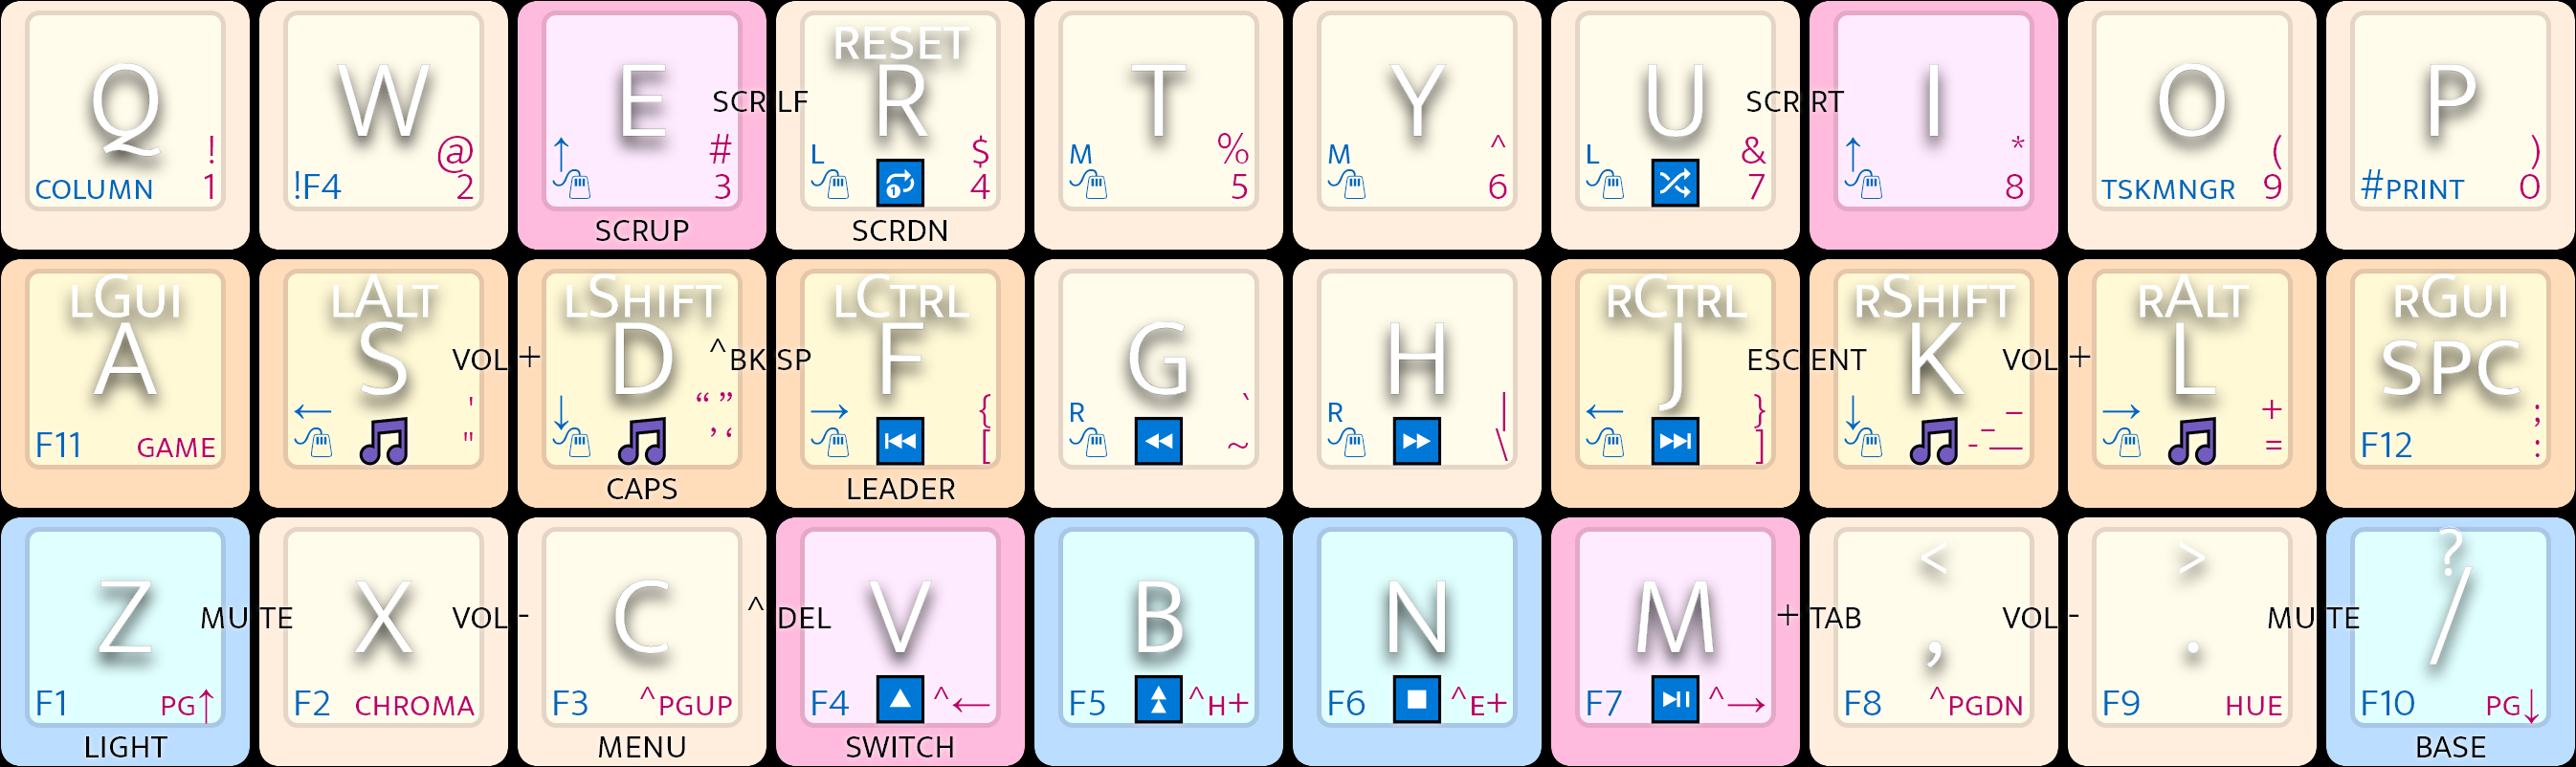 RESET
Q W E SCR LF R T Y U SCR RT I O P
! @ ↑ # L $ M % M ^ L & ↑ * ( )
COLUMN 1 !F4 2 3 4 5 6 7 8 TSKMNGR 9 #PRINT 0
SCRUP SCRDN
LGUI LALT LSHIFT LCTRL RCTRL RSHIFT RALT RGUI
A S VOL + D ^BK SP F G H J ESC ENT K VOL + L SPC
← ' ↓ “ ” → { R ` R | ← } ↓ – → + ;
F11 GAME " ’ ‘ [ ~ \ ] - _ — = F12 :
CAPS LEADER
< > ?
Z MUTE X VOL - C ^ DEL V B N M + TAB , VOL - . MUTE /
F1 PG↑ F2 CHROMA F3 ^PGUP F4 ^← F5 ^H+ F6 ^E+ F7 ^→ F8 ^PGDN F9 HUE F10 PG↓
LIGHT MENU SWITCH BASE